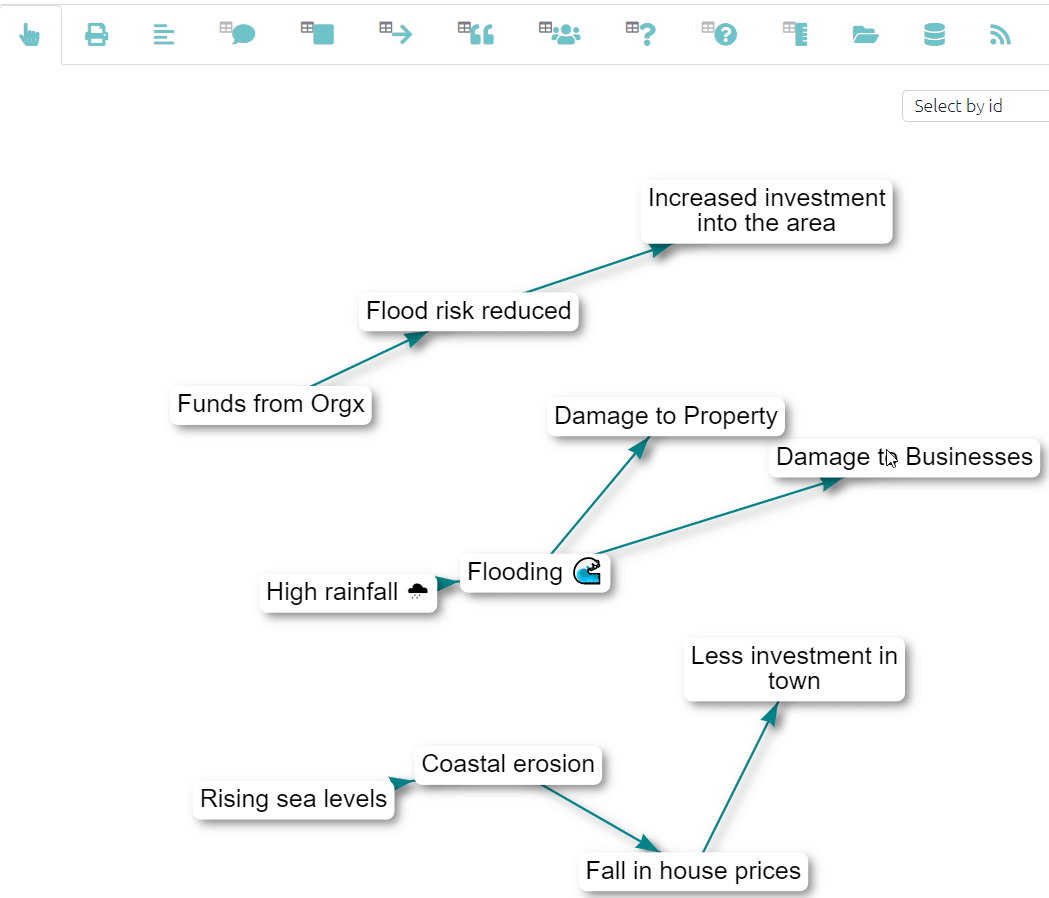 Select by id
Increased investment
into the area
Flood risk reduced
Funds from Orgx
Damage to Property
Damage to Businesses
Flooding 🌊
High rainfall 🌧
Less investment in
town
Coastal erosion
Rising sea levels
Fall in house prices